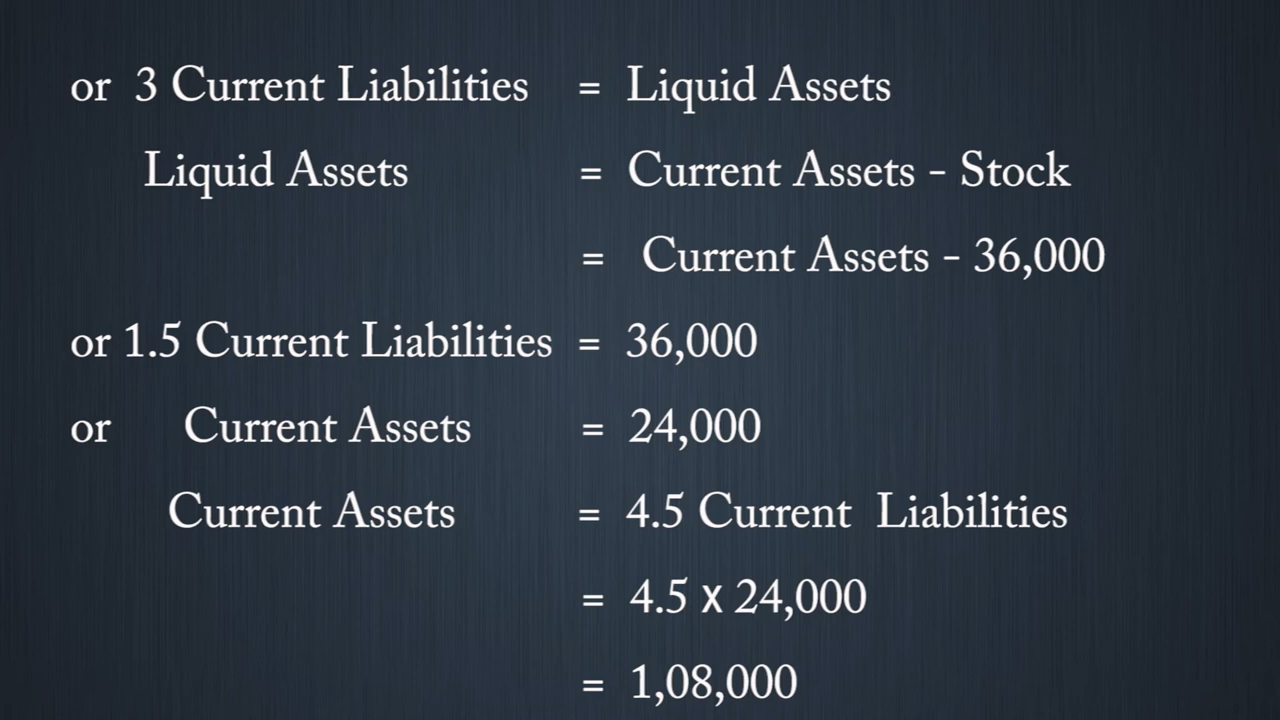 or 3 Current Liabilities = Liquid Assets
Liquid Assets = Current Assets - Stock
= Current Assets - 36,000
or 1.5 Current Liabilities = 36,000
or Current Assets = 24,000
Current Assets = 4.5 Current Liabilities
= 4.5 x 24,000
= 1,08,000